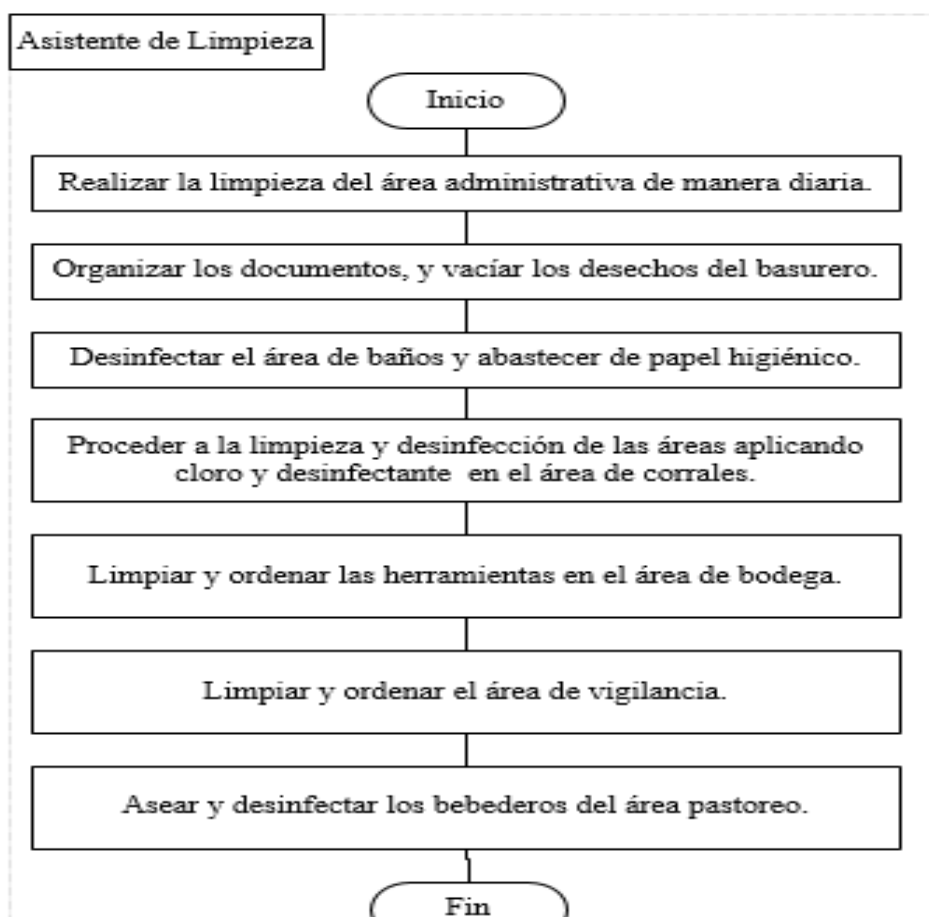 Asistente de Limpieza
Inicio
Realizar la limpieza del área administrativa de manera diaria.
Organizar los documentos, y vacíar los desechos del basurero.
Desinfectar el área de baños y abastecer de papel higiénico.
Proceder a la limpieza y desinfección de las áreas aplicando
cloro y desinfectante  en el área de corrales.
Limpiar y ordenar las herramientas en el área de bodega.
Limpiar y ordenar el área de vigilancia.
Asear y desinfectar los bebederos del área pastoreo.
Fin